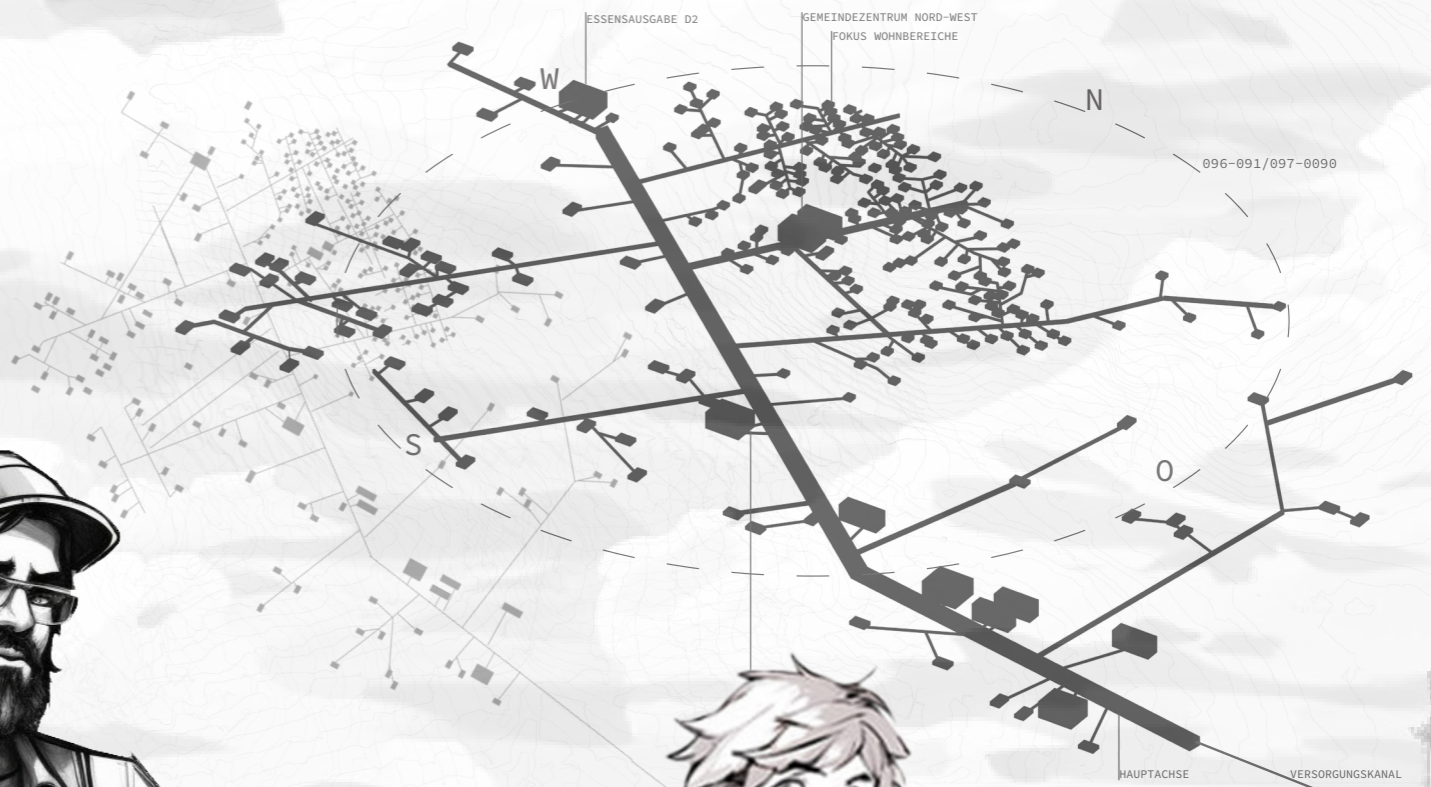 ESSENSAUSGABE D2
GEMEINDEZENTRUM NORD-WEST
FOKUS WOHNBEREICHE
W
N
096-091/097-0090
S
O
HAUPTACHSE
VERSORGUNGSKANAL